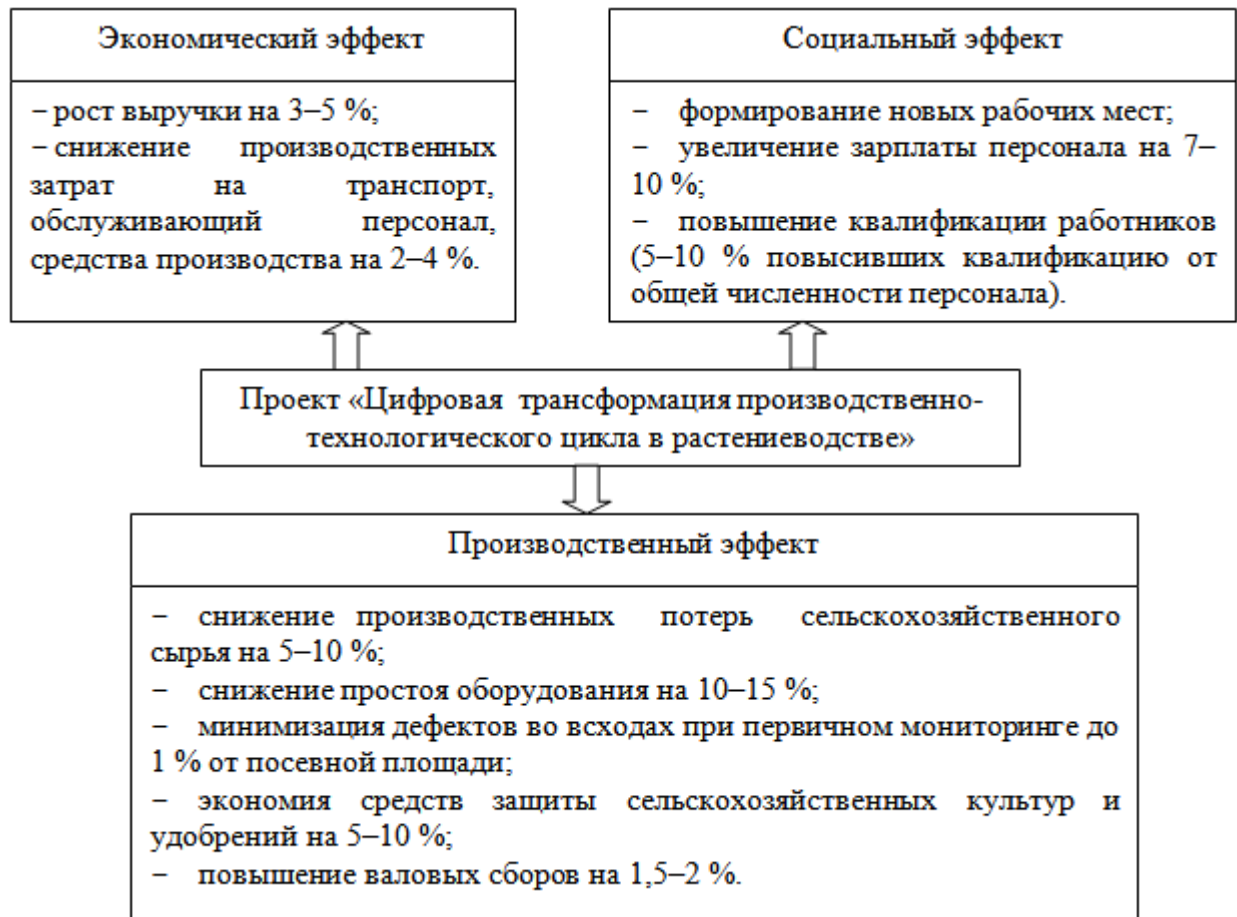 Экономический эффект
– рост выручки на 3–5 %;
– снижение производственных
затрат на транспорт,
обслуживающий персонал,
средства производства на 2–4 %.
Социальный эффект
– формирование новых рабочих мест;
– увеличение зарплаты персонала на 7–
10 %;
– повышение квалификации работников
(5–10 % повысивших квалификацию от
общей численности персонала).
Проект «Цифровая трансформация производственно-
технологического цикла в растениеводстве»
Производственный эффект
– снижение производственных потерь сельскохозяйственного
сырья на 5–10 %;
– снижение простоя оборудования на 10–15 %;
– минимизация дефектов во всходах при первичном мониторинге до
1 % от посевной площади;
– экономия средств защиты сельскохозяйственных культур и
удобрений на 5–10 %;
– повышение валовых сборов на 1,5–2 %.